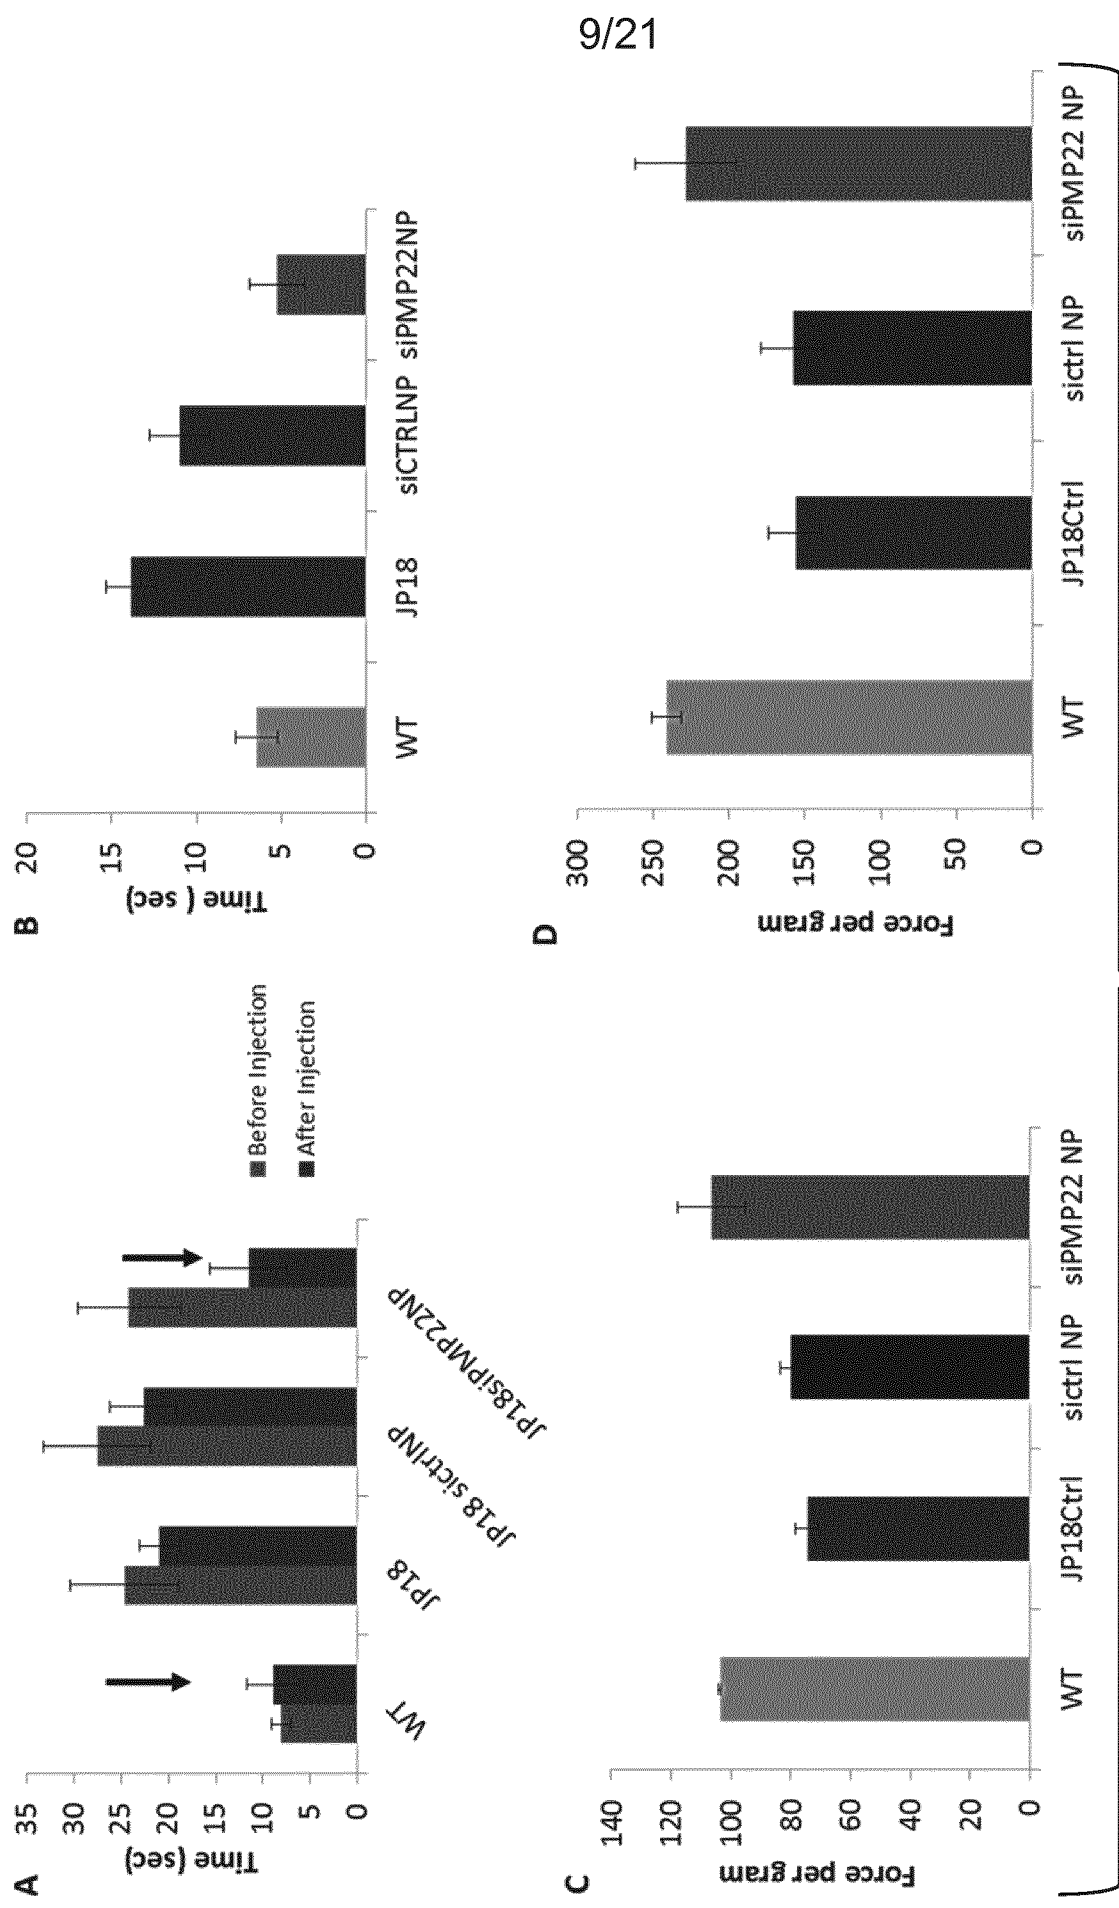 9/21
A
Time (sec)
35
30
25
20
15
10
5
0
WT
JP18
JP18 sictrlNP
JP18siPMP22NP
Before Injection
After Injection
B
Time ( sec)
20
15
10
5
0
WT
JP18
siCTRLNP
siPMP22NP
C
Force per gram
140
120
100
80
60
40
20
0
WT
JP18Ctrl
sictrl NP
siPMP22 NP
D
Force per gram
300
250
200
150
100
50
0
WT
JP18Ctrl
sictrl NP
siPMP22 NP